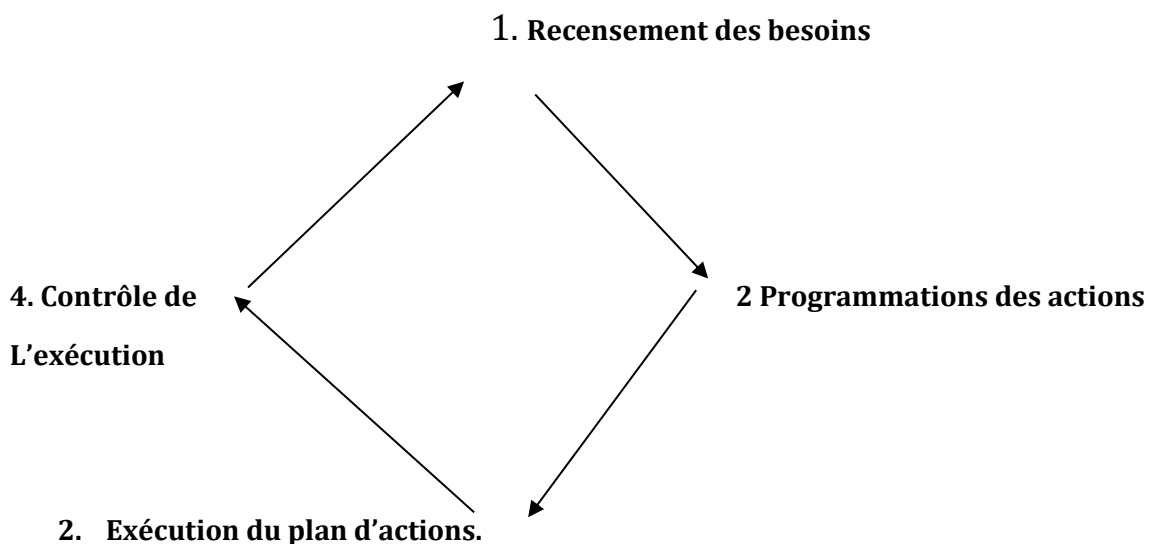 1. Recensement des besoins
4. Contrôle de
L’exécution
2 Programmations des actions
2. Exécution du plan d’actions.